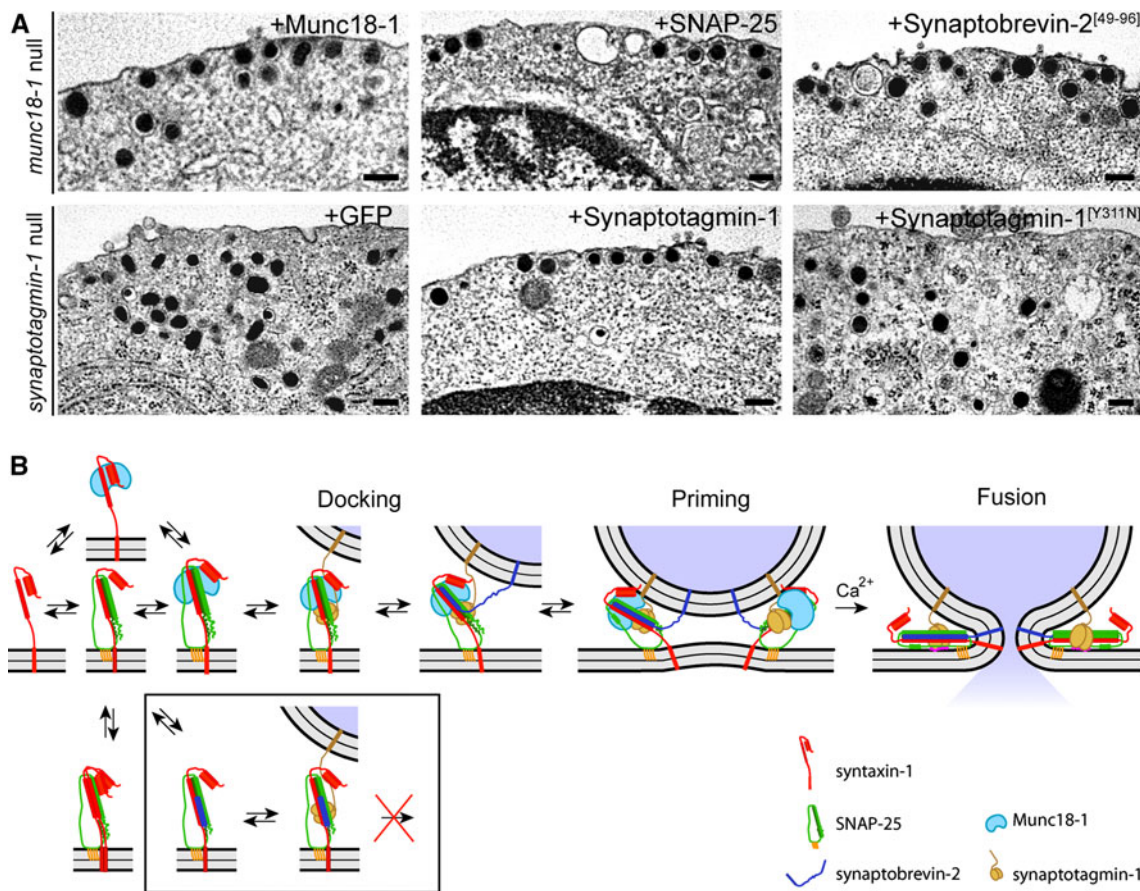 A
munc18-1 null
+Munc18-1
+SNAP-25
+Synaptobrevin-2[49-96]
synaptotagmin-1 null
+GFP
+Synaptotagmin-1
+Synaptotagmin-1[Y311N]
B
Docking
Priming
Fusion
Ca2+
syntaxin-1
SNAP-25
Munc18-1
synaptobrevin-2
synaptotagmin-1